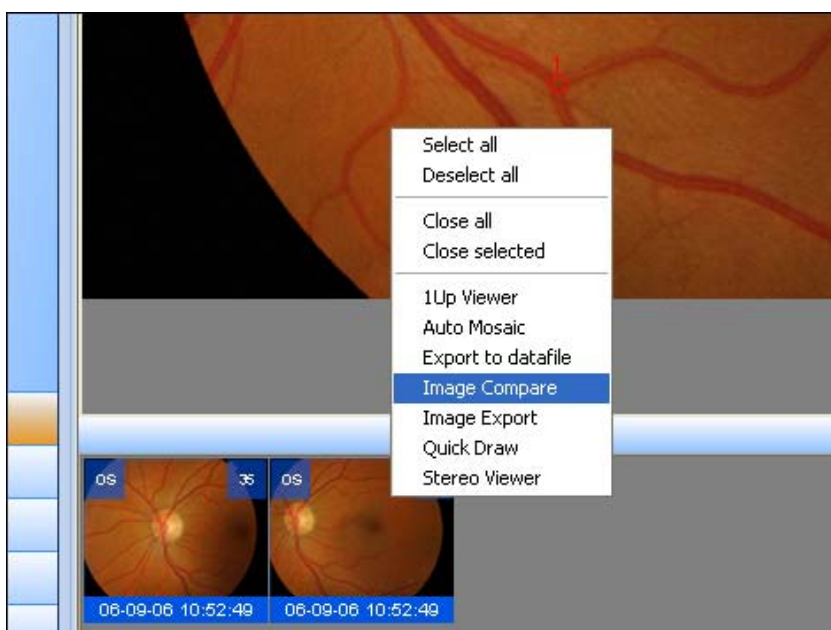 Select all
Deselect all
Close all
Close selected
1Up Viewer
Auto Mosaic
Export to datafile
Image Compare
Image Export
Quick Draw
Stereo Viewer
OS 35 OS
06-09-06 10:52:49 06-09-06 10:52:49